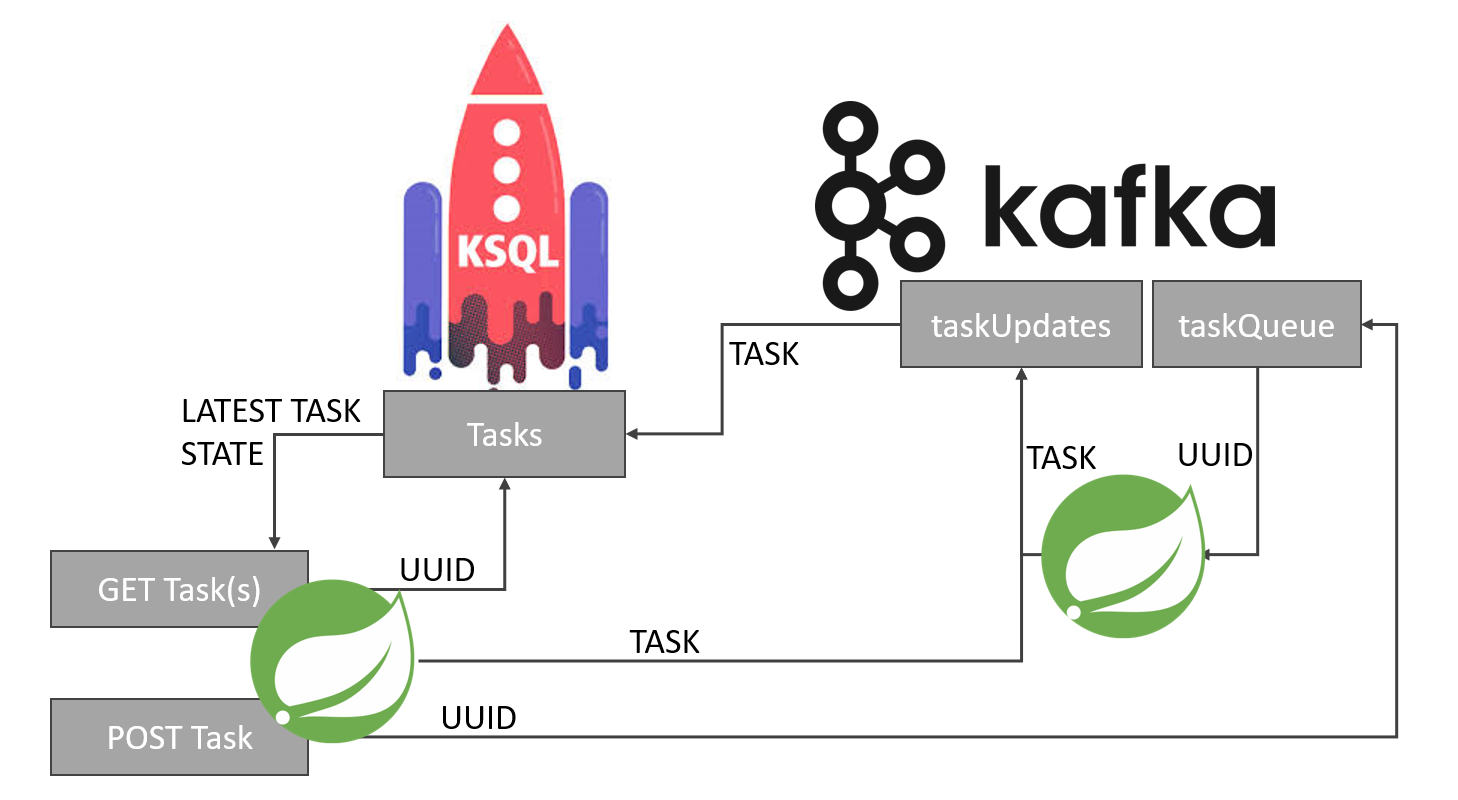 KSQL
kafka
taskUpdates
taskQueue
TASK
LATEST TASK
STATE
Tasks
TASK
UUID
GET Task(s)
UUID
TASK
POST Task
UUID